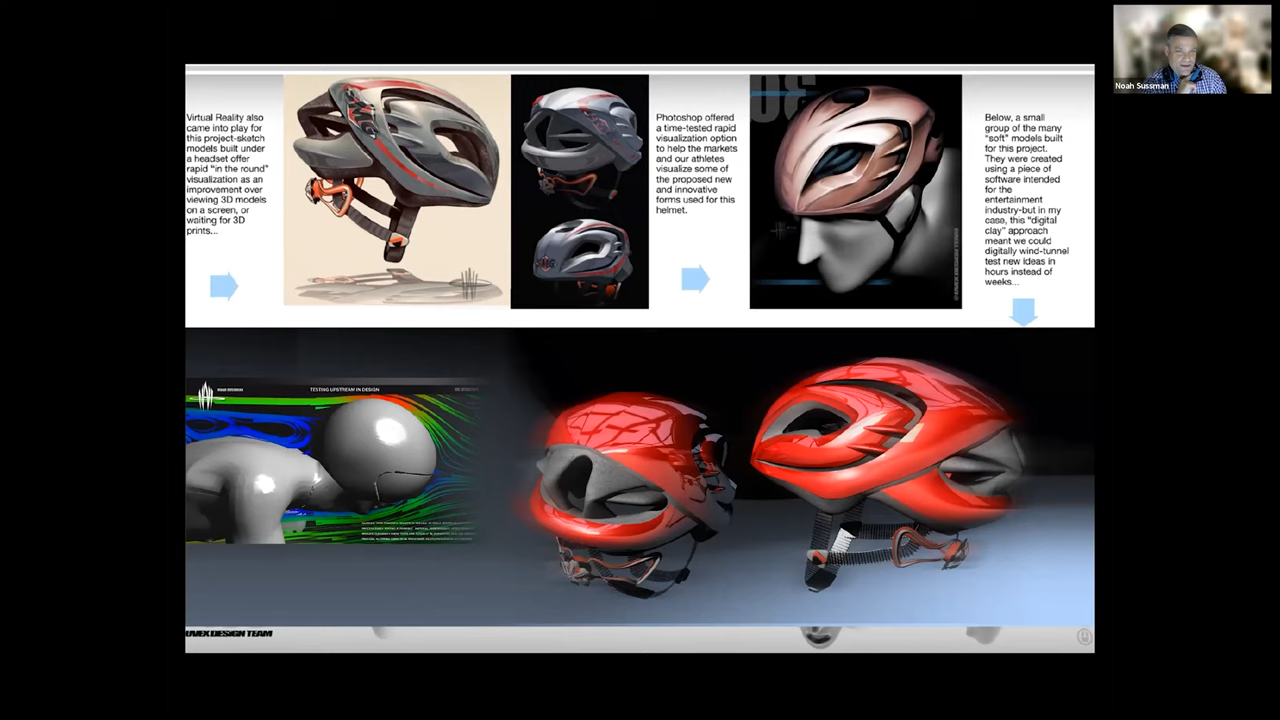 Noah Sussman
Virtual Reality also
came into play for
this project-sketch
models built under
a headset offer
rapid "in the round"
visualization as an
improvement over
viewing 3D models
on a screen, or
waiting for 3D
prints...
Photoshop offered
a time-tested rapid
visualization option
to help the markets
and our athletes
visualize some of
the proposed new
and innovative
forms used for this
helmet.
Below, a small
group of the many
"soft" models built
for this project.
They were created
using a piece of
software intended
for the
entertainment
industry-but in my
case, this "digital
clay" approach
meant we could
digitally wind-tunnel
test new ideas in
hours instead of
weeks...
TESTING UPSTREAM IN DESIGN
UVEX DESIGN TEAM